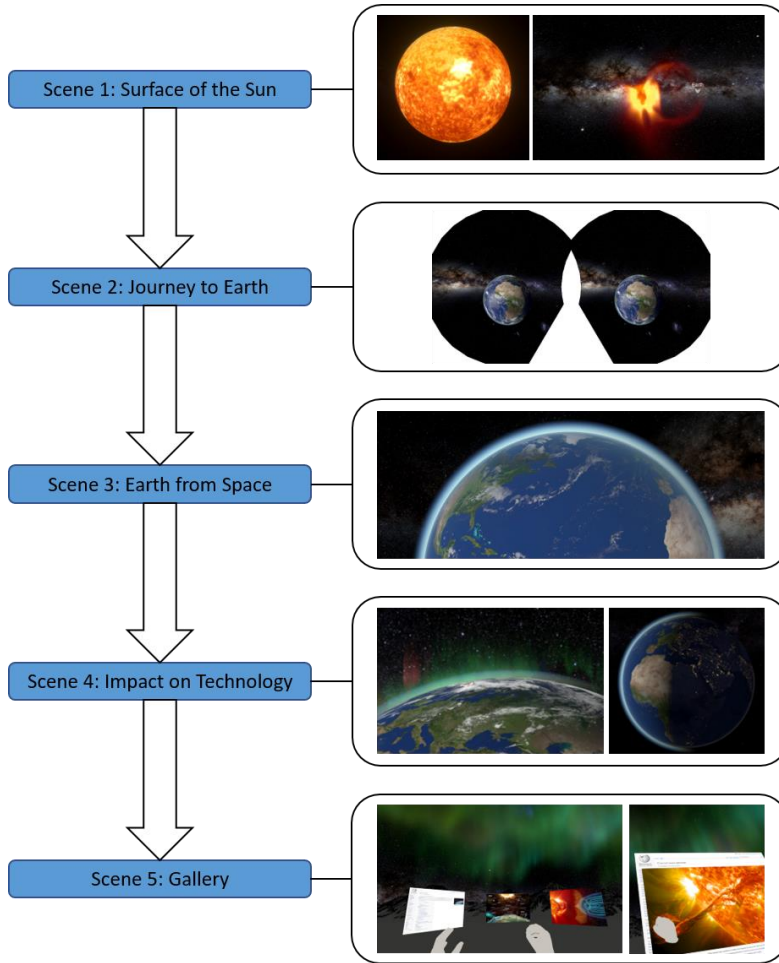 Scene 1: Surface of the Sun
Scene 2: Journey to Earth
Scene 3: Earth from Space
Scene 4: Impact on Technology
Scene 5: Gallery